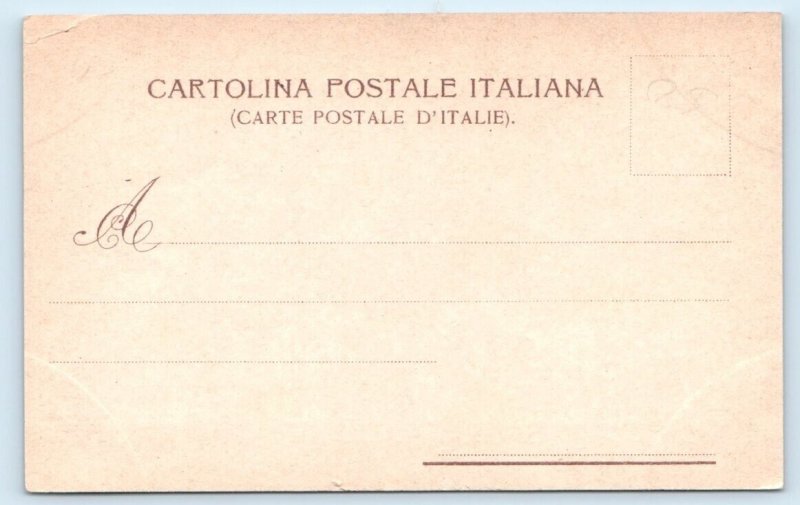 CARTOLINA POSTALE ITALIANA
(CARTE POSTALE D'ITALIE).
A